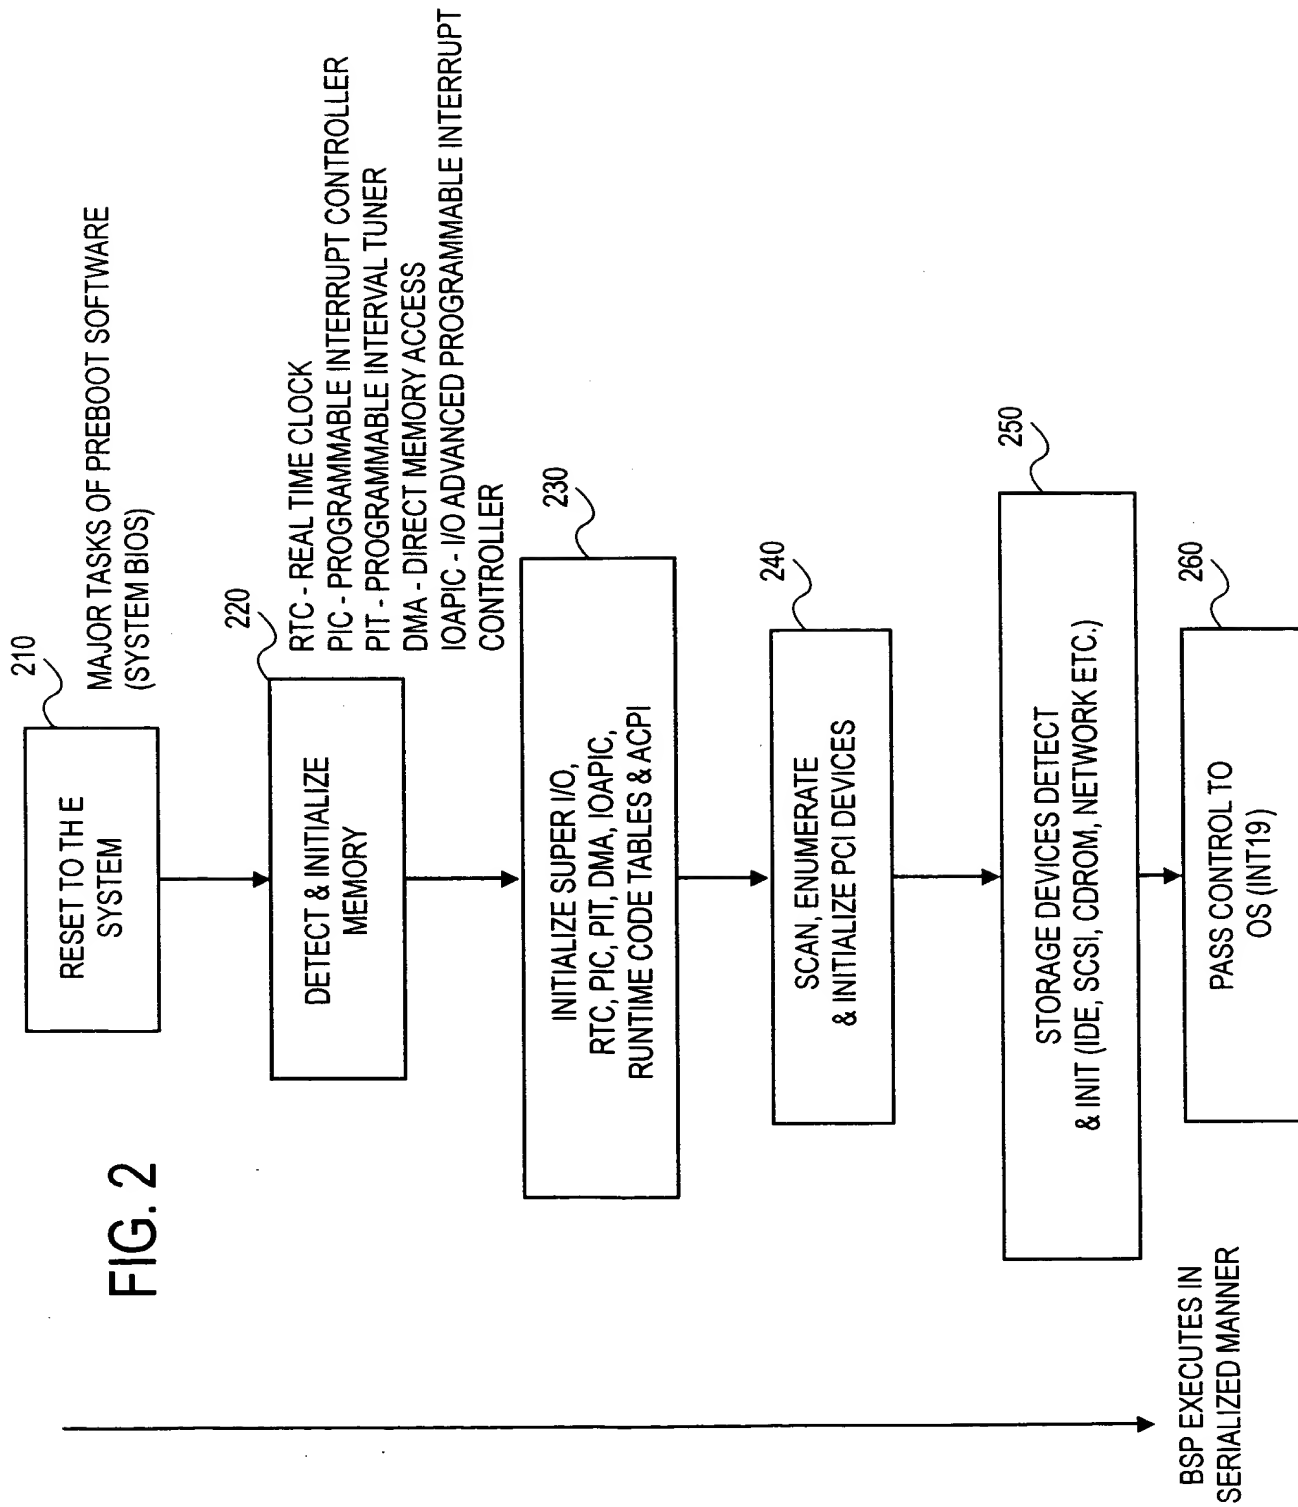 FIG. 2
210
MAJOR TASKS OF PREBOOT SOFTWARE
(SYSTEM BIOS)
RESET TO THE
SYSTEM
220
DETECT & INITIALIZE
MEMORY
RTC - REAL TIME CLOCK
PIC - PROGRAMMABLE INTERRUPT CONTROLLER
PIT - PROGRAMMABLE INTERVAL TUNER
DMA - DIRECT MEMORY ACCESS
IOAPIC - I/O ADVANCED PROGRAMMABLE INTERRUPT
CONTROLLER
230
INITIALIZE SUPER I/O,
RTC, PIC, PIT, DMA, IOAPIC,
RUNTIME CODE TABLES & ACPI
240
SCAN, ENUMERATE
& INITIALIZE PCI DEVICES
250
STORAGE DEVICES DETECT
& INIT (IDE, SCSI, CDROM, NETWORK ETC.)
260
PASS CONTROL TO
OS (INT19)
BSP EXECUTES IN
SERIALIZED MANNER